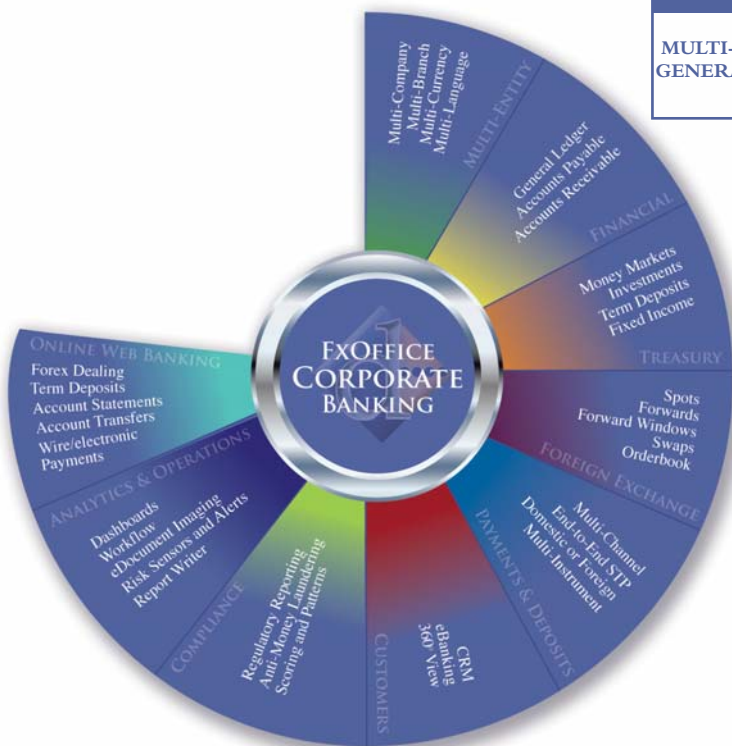 MULTI-
GENERA
Multi-Company
Multi-Branch
Multi-Currency
Multi-Language
MULTI-ENTITY
General Ledger
Accounts Payable
Accounts Receivable
FINANCIAL
Money Markets
Investments
Term Deposits
Fixed Income
TREASURY
Spots
Forwards
Forward Windows
Swaps
Orderbook
FOREIGN EXCHANGE
Multi-Channel
End-to-End STP
Domestic or Foreign
Multi-Instrument
PAYMENTS & DEPOSITS
CRM
eBanking
360° View
CUSTOMERS
Regulatory Reporting
Anti-Money Laundering
Scoring and Patterns
COMPLIANCE
Dashboards
Workflow
eDocument Imaging
Risk Sensors and Alerts
Report Writer
ANALYTICS & OPERATIONS
ONLINE WEB BANKING
Forex Dealing
Term Deposits
Account Statements
Account Transfers
Wire/electronic
Payments
FXOFFICE
CORPORATE
BANKING